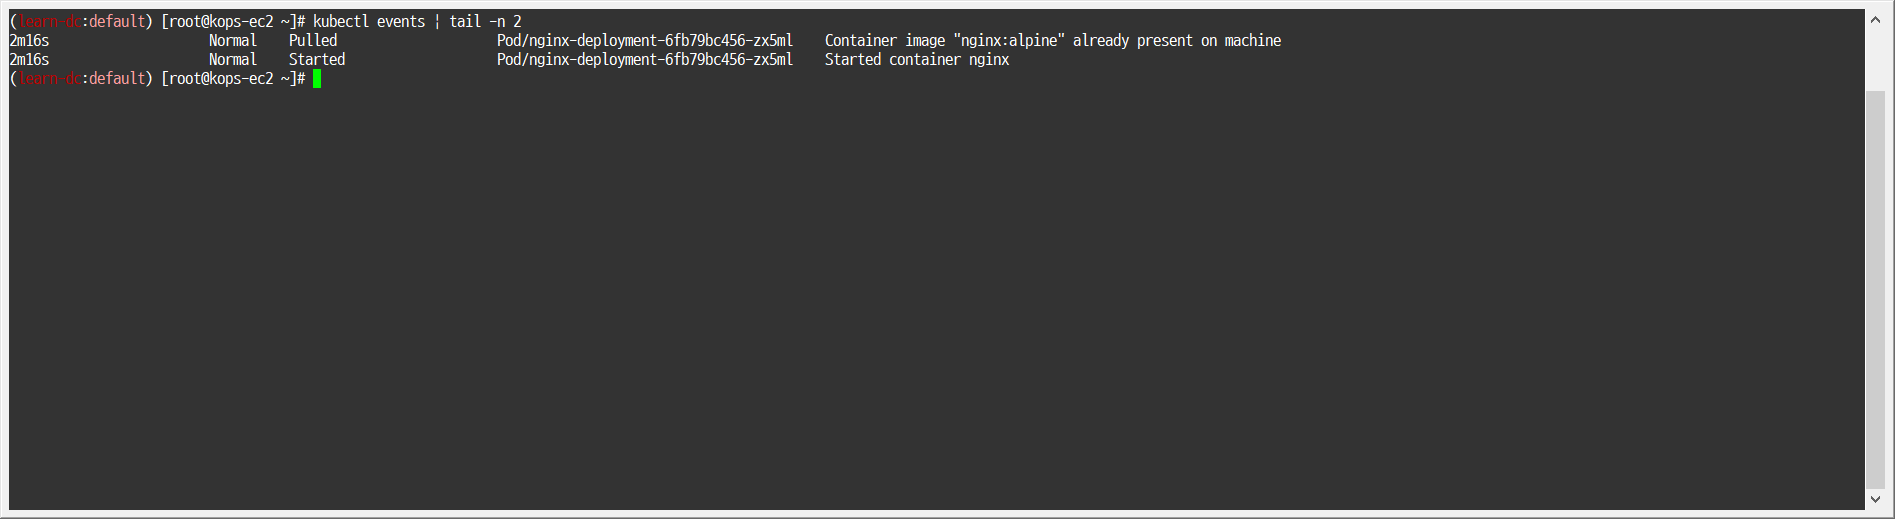 (learn-dc:default) [root@kops-ec2 ~]# kubectl events | tail -n 2
2m16s Normal Pulled Pod/nginx-deployment-6fb79bc456-zx5ml Container image "nginx:alpine" already present on machine
2m16s Normal Started Pod/nginx-deployment-6fb79bc456-zx5ml Started container nginx
(learn-dc:default) [root@kops-ec2 ~]#